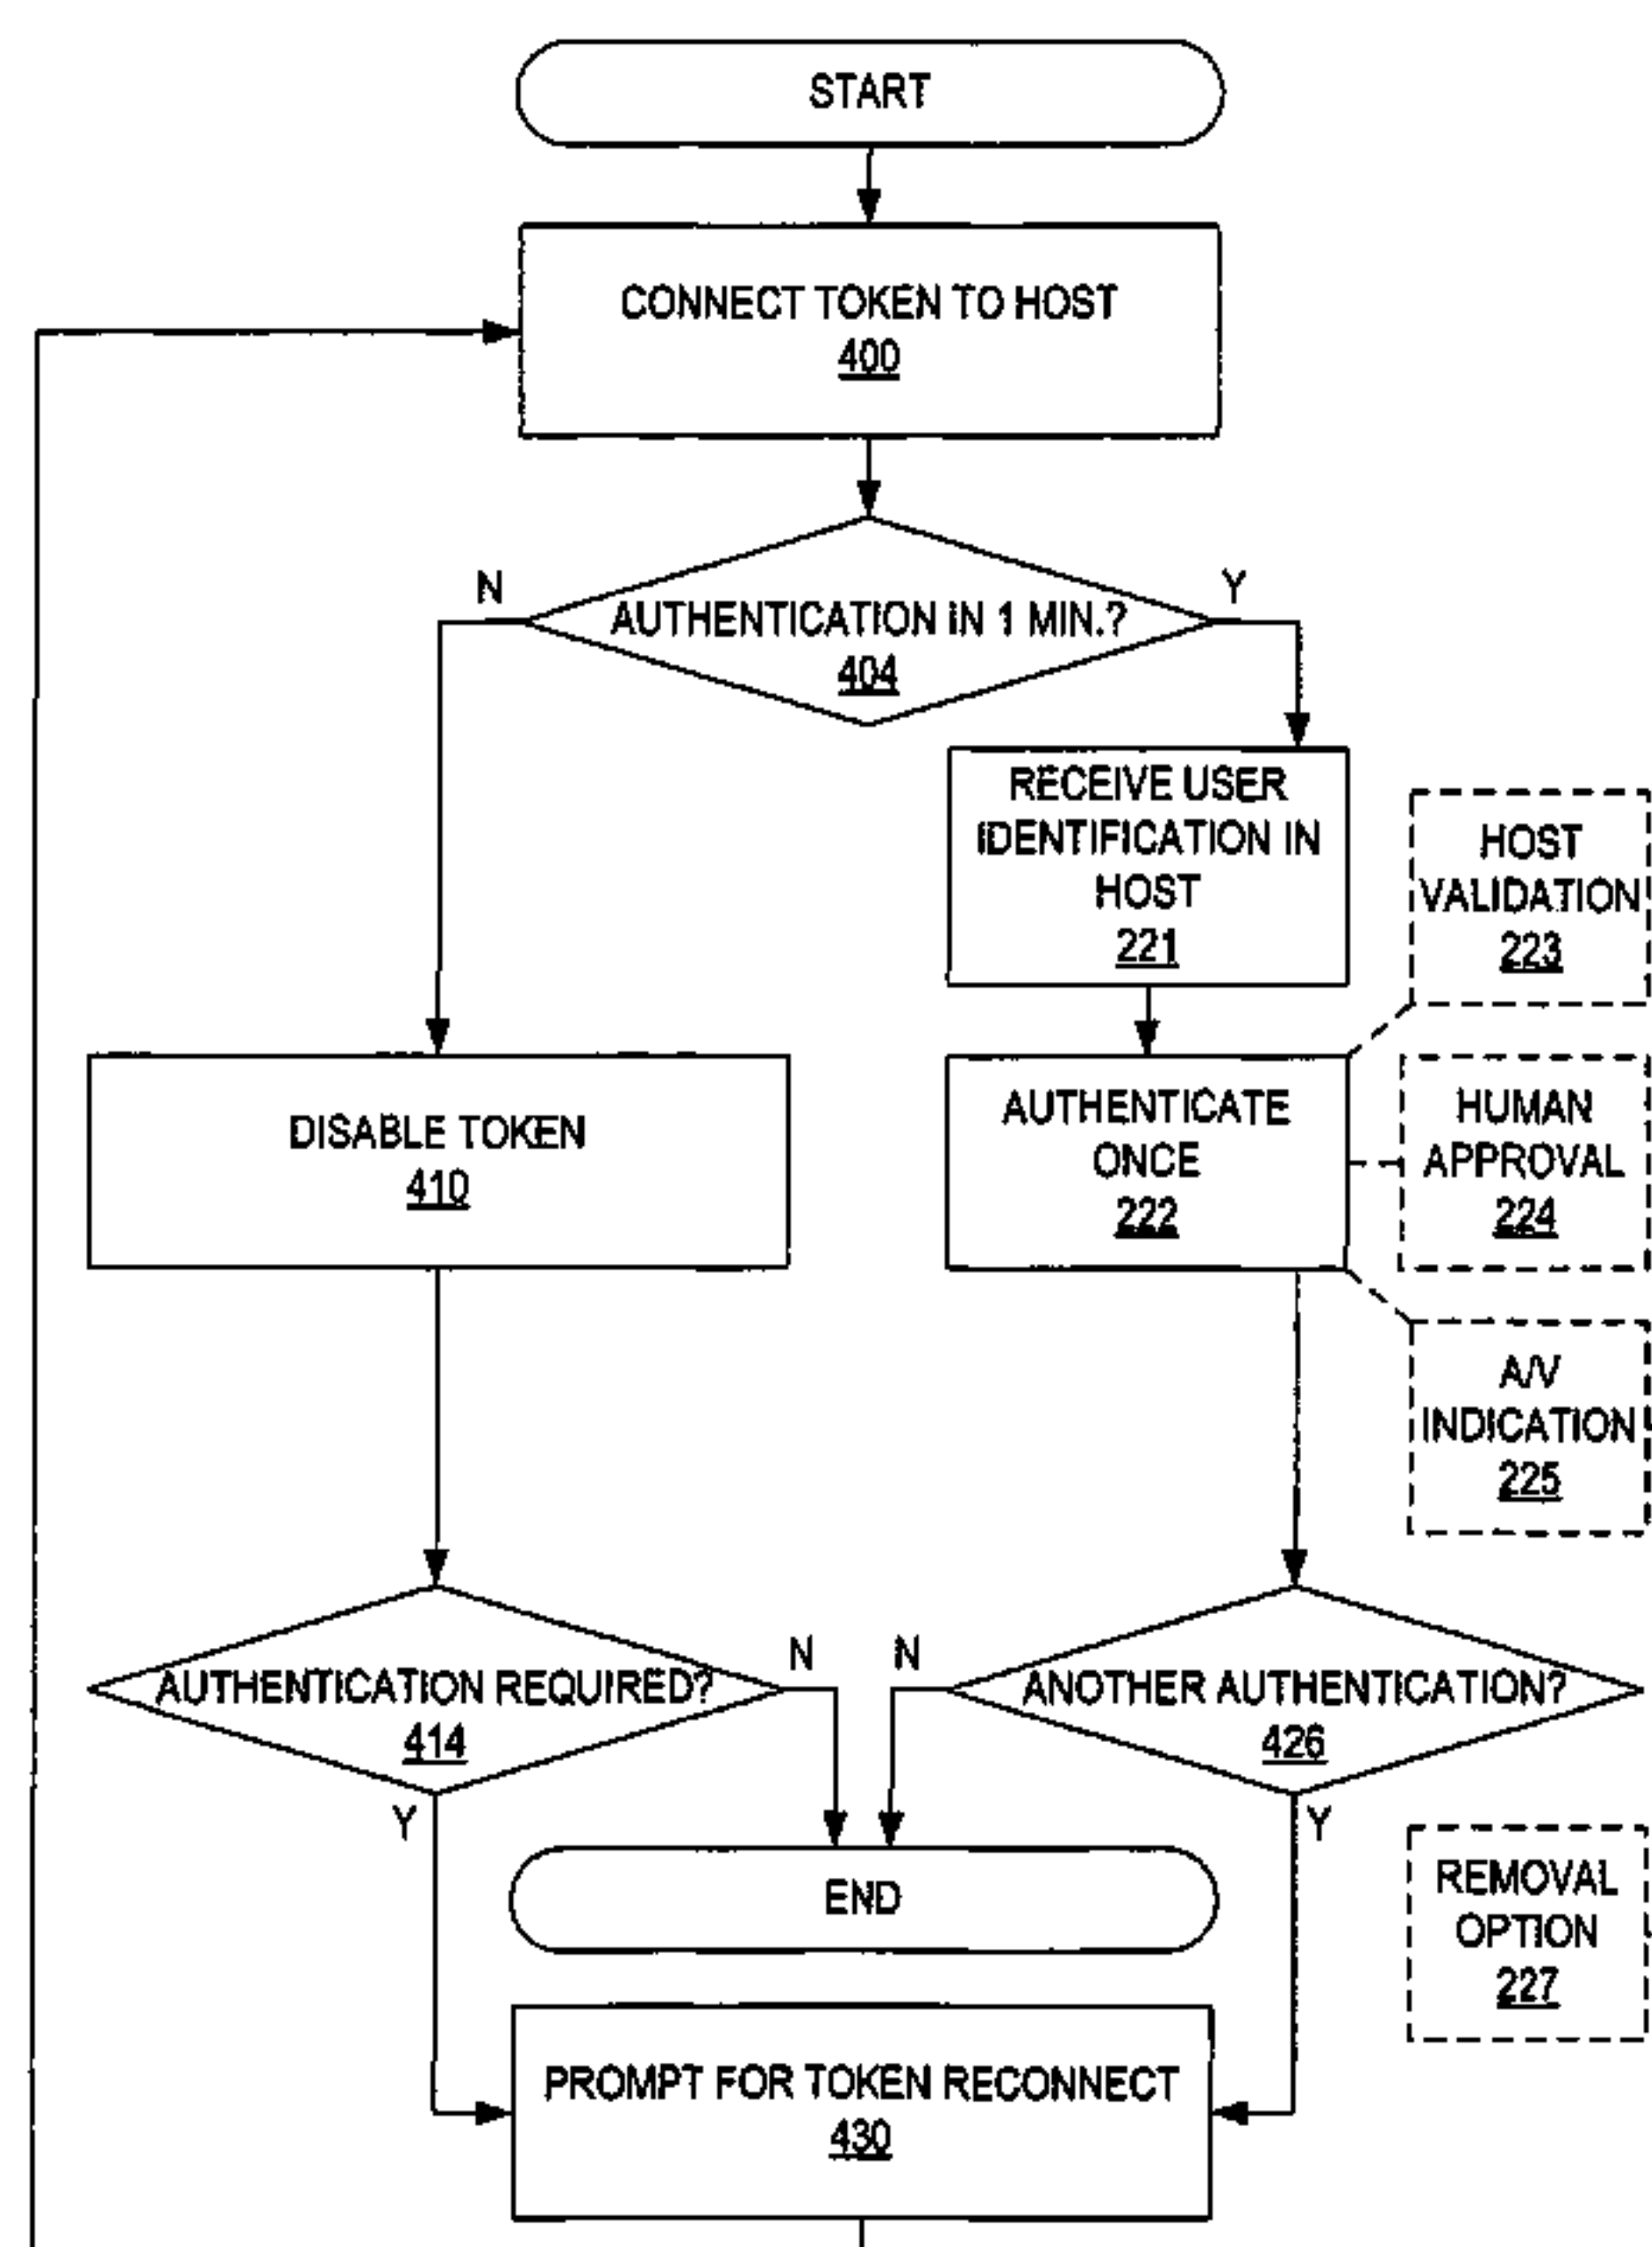 START
CONNECT TOKEN TO HOST
400
N
Y
AUTHENTICATION IN 1 MIN.?
404
RECEIVE USER
IDENTIFICATION IN
HOST
221
HOST
VALIDATION
223
DISABLE TOKEN
410
AUTHENTICATE
ONCE
222
HUMAN
APPROVAL
224
A/V
INDICATION
225
AUTHENTICATION REQUIRED?
414
N
Y
N
ANOTHER AUTHENTICATION?
426
Y
END
REMOVAL
OPTION
227
PROMPT FOR TOKEN RECONNECT
430